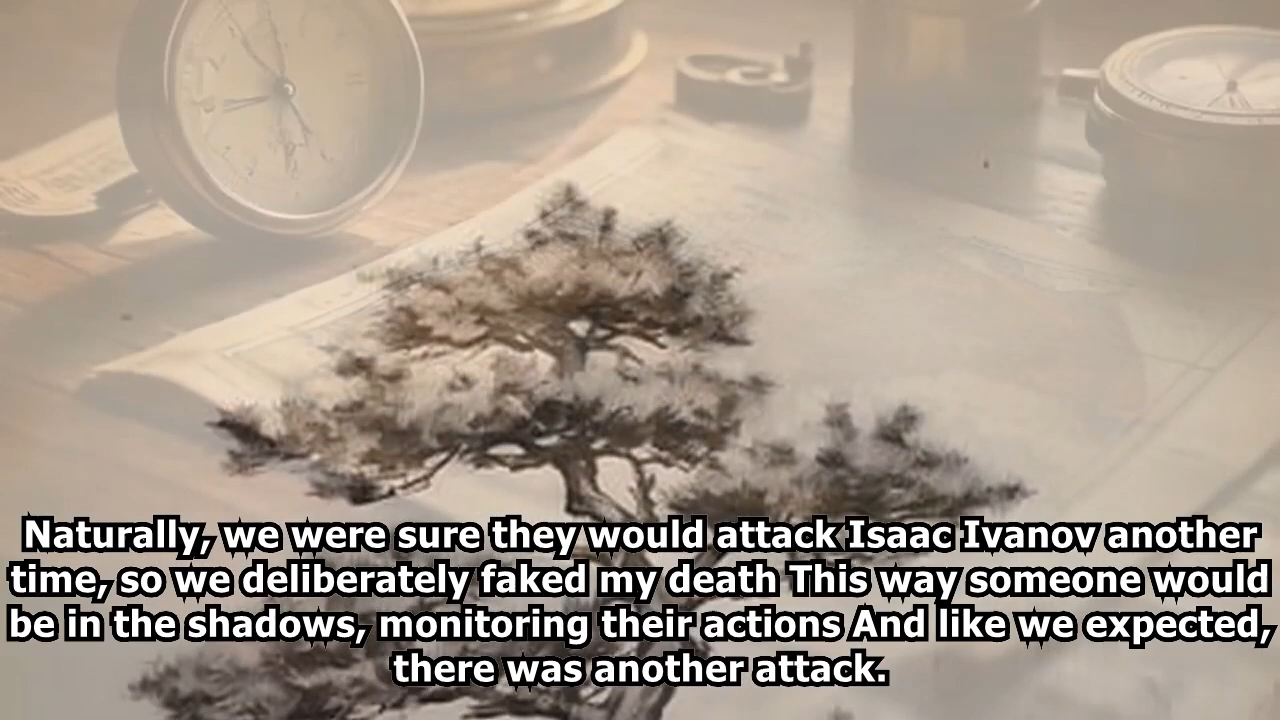 Naturally, we were sure they would attack Isaac Ivanov another
time, so we deliberately faked my death This way someone would
be in the shadows, monitoring their actions And like we expected,
there was another attack.